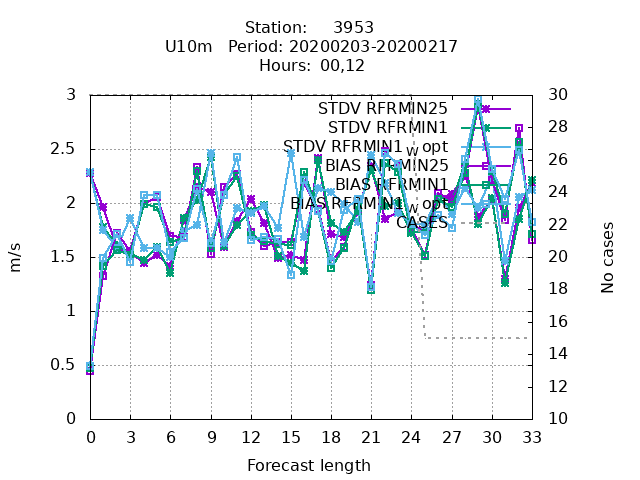 Station: 3953
U10m Period: 20200203-20200217
Hours: 00,12
3
2.5
2
1.5
1
0.5
0
30
28
26
24
22
20
18
16
14
12
10
STDV RFRMIN25
STDV RFRMIN1
STDV RFRMIN1_W opt
BIAS RFRMIN25
BIAS RFRMIN1
BIAS RFRMIN1_W opt
CASES
m/s
No cases
0 3 6 9 12 15 18 21 24 27 30 33
Forecast length